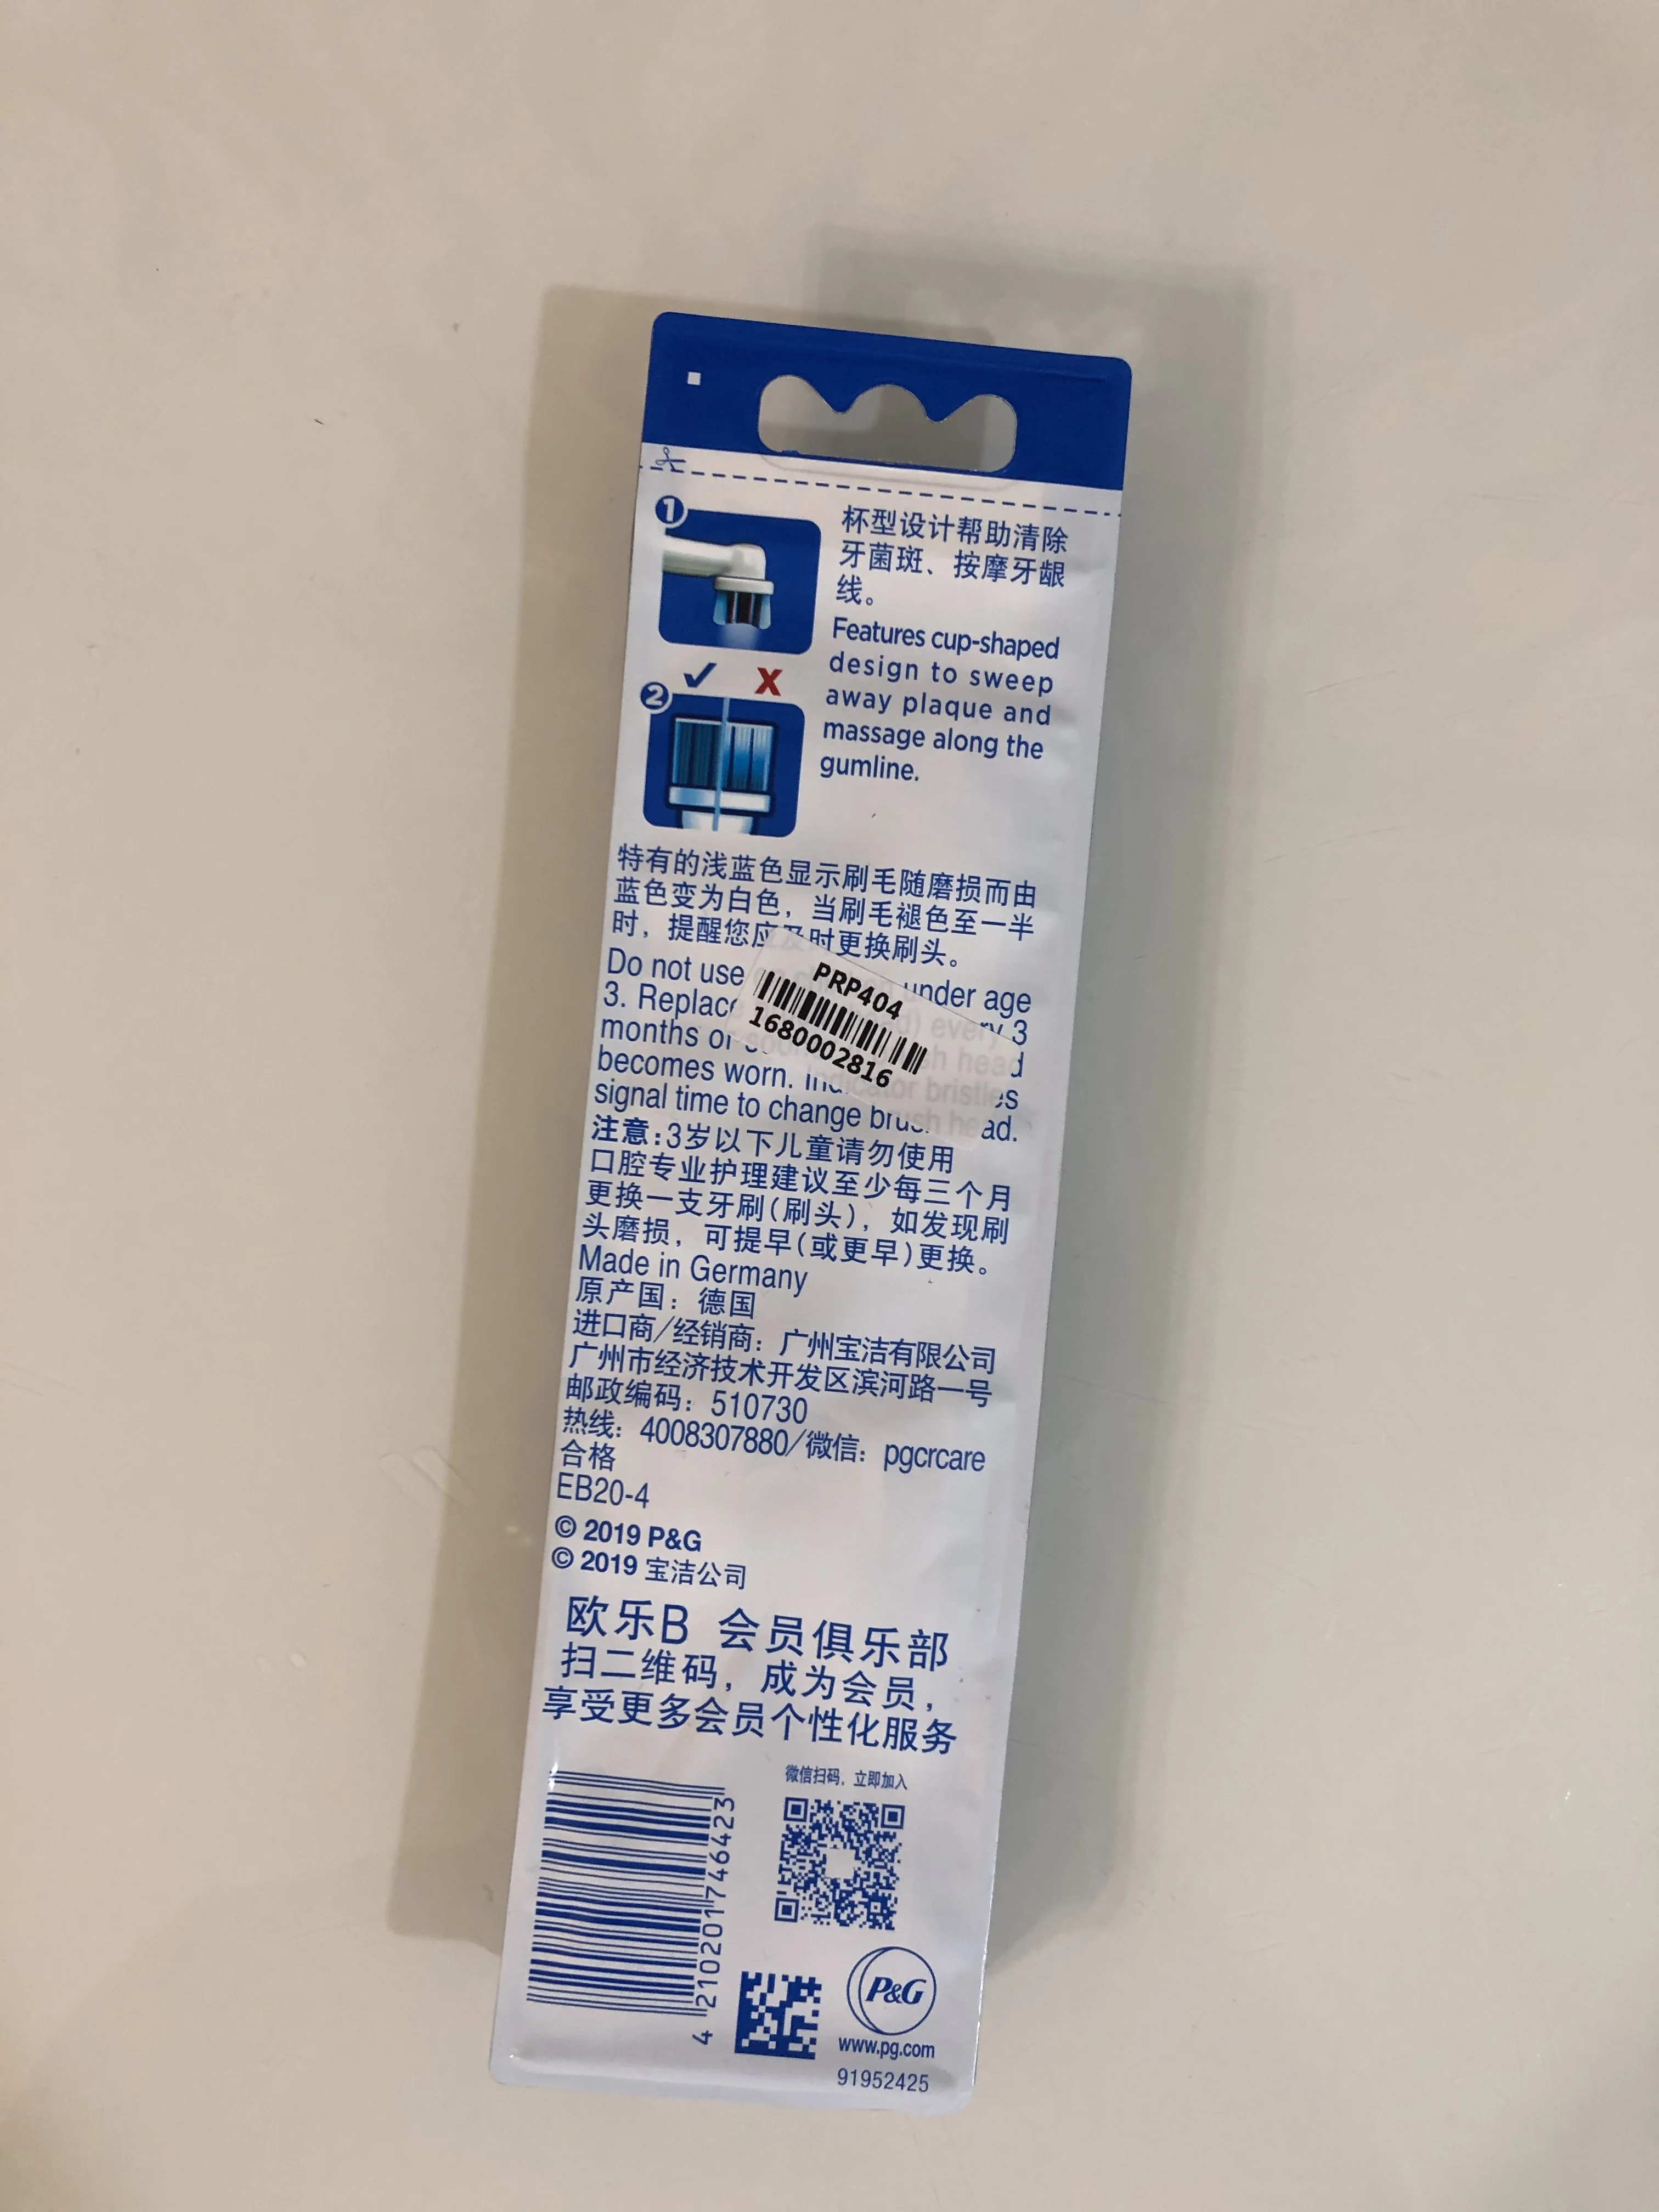 1
杯型设计帮助清除
牙菌斑、按摩牙龈
线。
Features cup-shaped
design to sweep
away plaque and
massage along the
gumline.
2
特有的浅蓝色显示刷毛随磨损而由
蓝色变为白色，当刷毛褪色至一半
时，提醒您应及时更换刷头。
Do not use under age
3. Replace every 3
months or sooner brush head
becomes worn. Indicator bristles
signal time to change brush head.
PRP404
1680002816
注意:3岁以下儿童请勿使用
口腔专业护理建议至少每三个月
更换一支牙刷(刷头)，如发现刷
头磨损，可提早(或更早)更换。
Made in Germany
原产国：德国
进口商/经销商：广州宝洁有限公司
广州市经济技术开发区滨河路一号
邮政编码：510730
热线：4008307880/微信：pgcrcare
合格
EB20-4
© 2019 P&G
© 2019 宝洁公司
欧乐B 会员俱乐部
扫二维码，成为会员，
享受更多会员个性化服务
微信扫码，立即加入
4 210201746423
P&G
www.pg.com
91952425